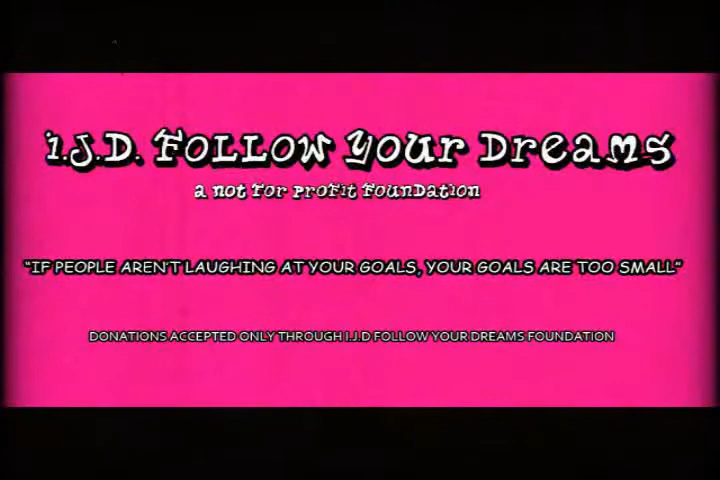 I.J.D. Follow Your Dreams
a not for profit foundation
"IF PEOPLE AREN'T LAUGHING AT YOUR GOALS, YOUR GOALS ARE TOO SMALL"
DONATIONS ACCEPTED ONLY THROUGH I.J.D FOLLOW YOUR DREAMS FOUNDATION